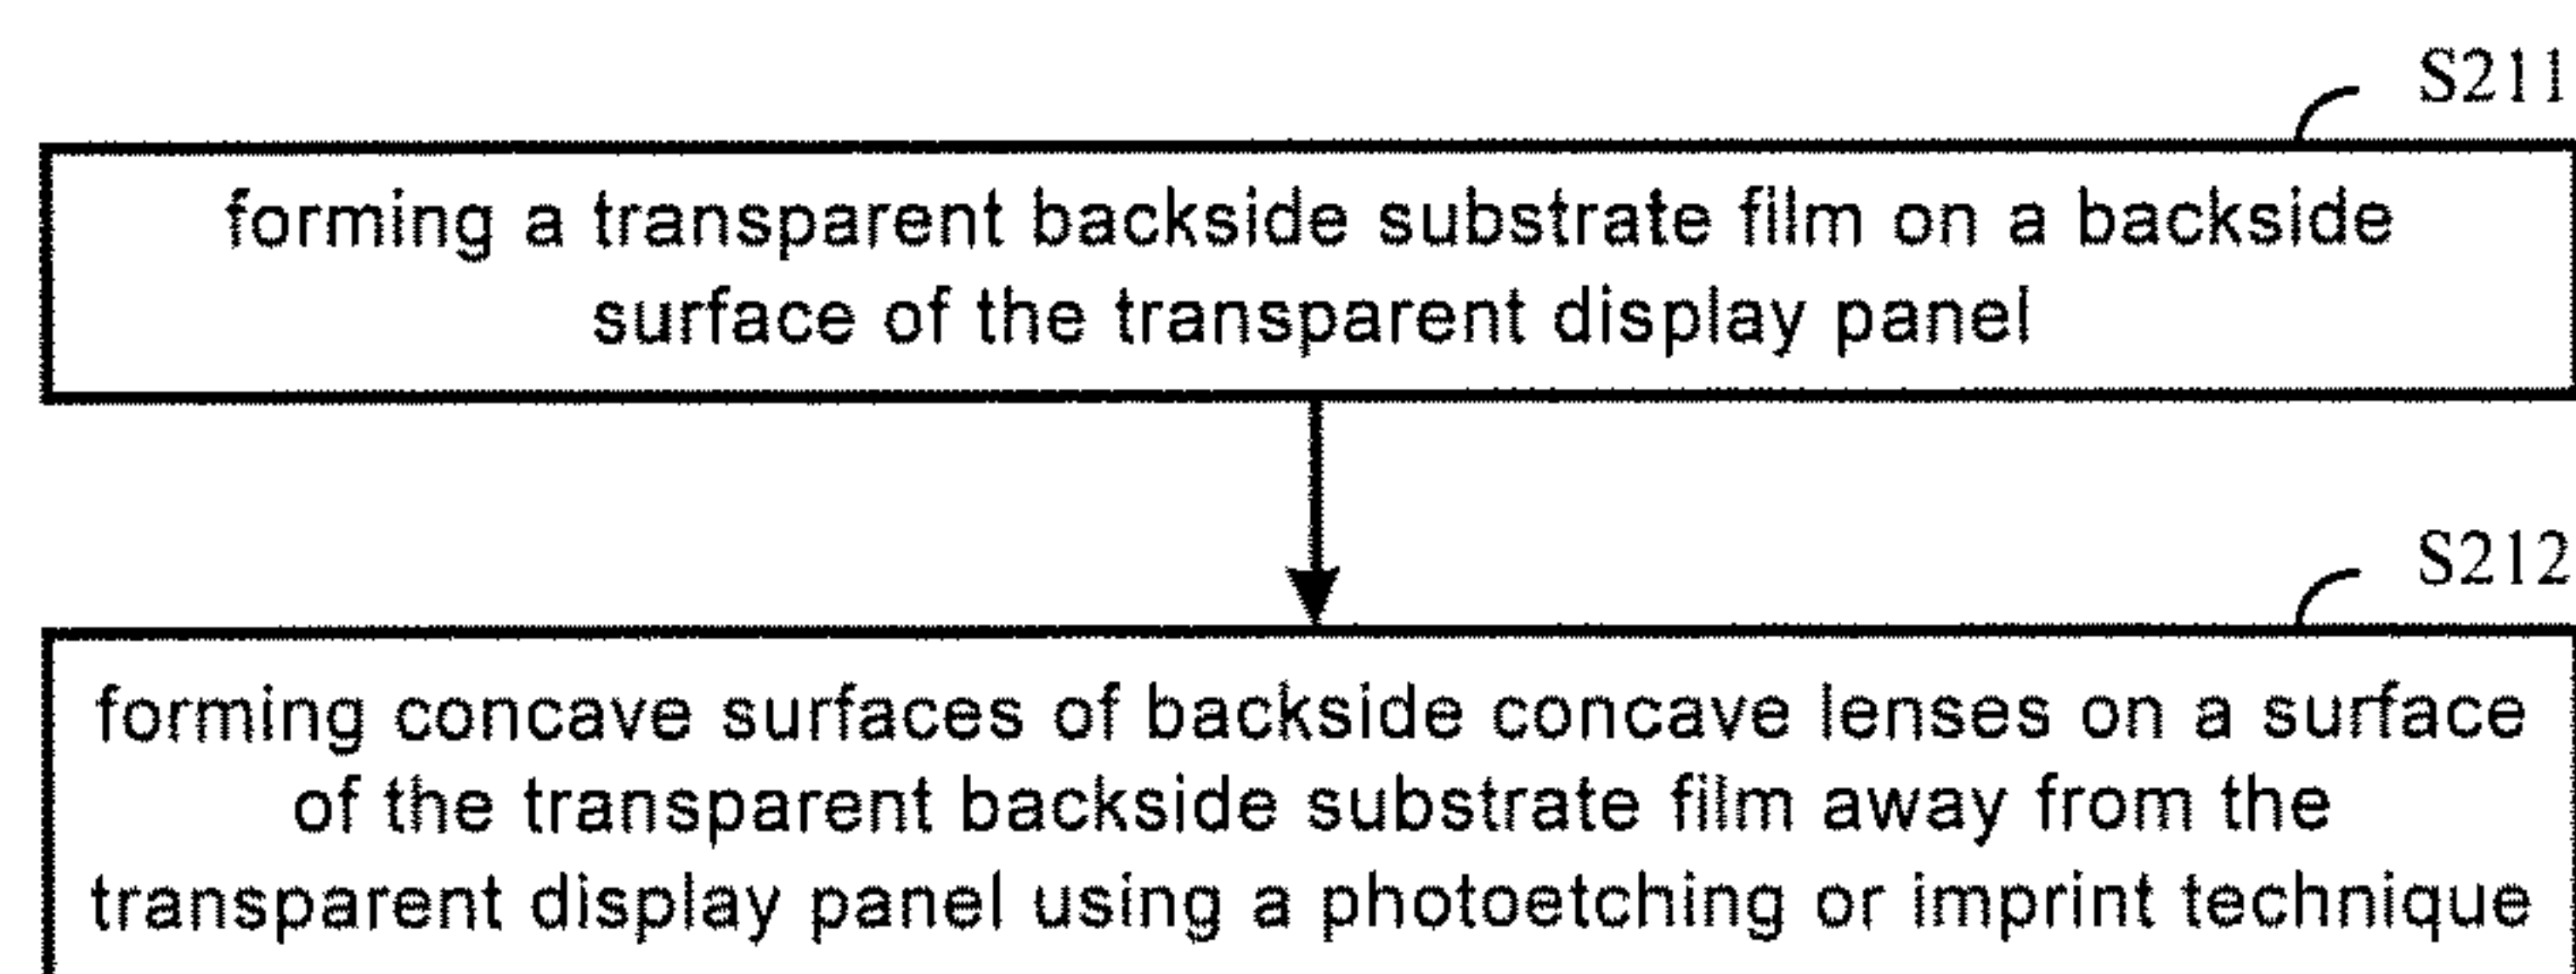 S211
forming a transparent backside substrate film on a backside
surface of the transparent display panel
S212
forming concave surfaces of backside concave lenses on a surface
of the transparent backside substrate film away from the
transparent display panel using a photoetching or imprint technique